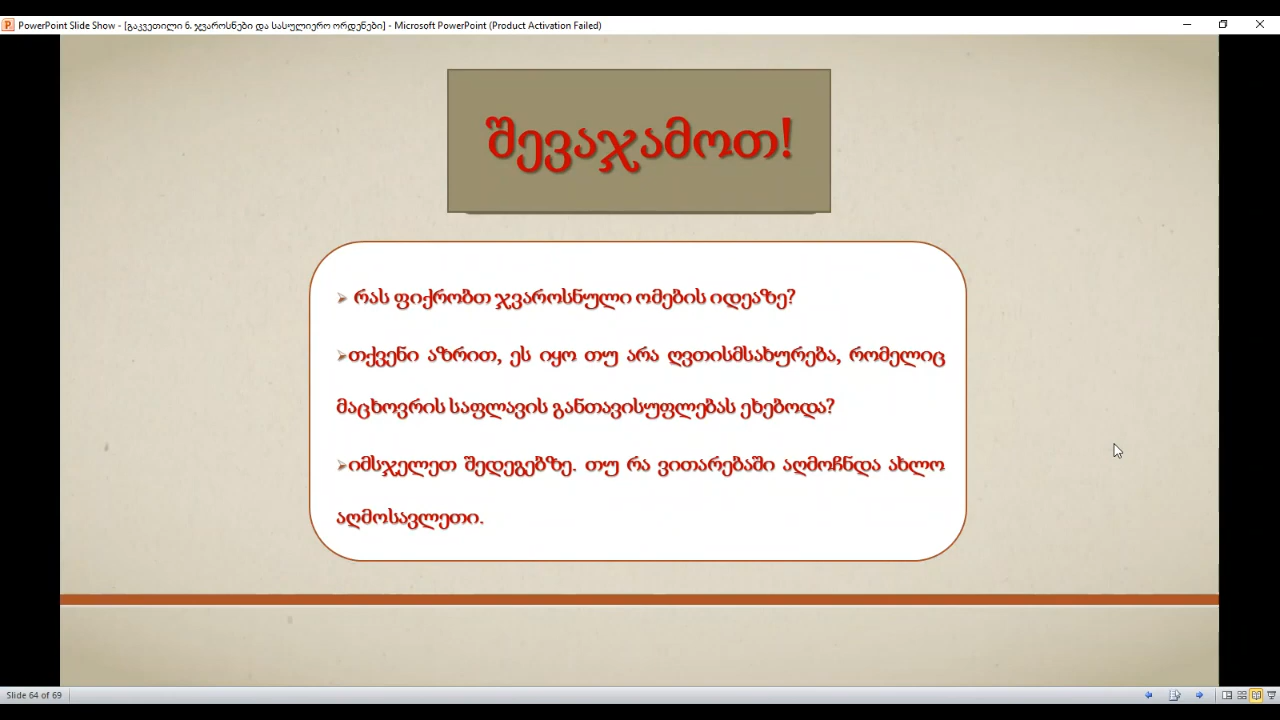 PowerPoint Slide Show - [გაკვეთილი 6. ჯვაროსნები და სასულიერო ორდენები] - Microsoft PowerPoint (Product Activation Failed)
შევაჯამოთ!
➢ რას ფიქრობთ ჯვაროსნული ომების იდეაზე?
➢თქვენი აზრით, ეს იყო თუ არა ღვთისმსახურება, რომელიც
მაცხოვრის საფლავის განთავისუფლებას ეხებოდა?
➢იმსჯელეთ შედეგებზე. თუ რა ვითარებაში აღმოჩნდა ახლო
აღმოსავლეთი.
Slide 64 of 69